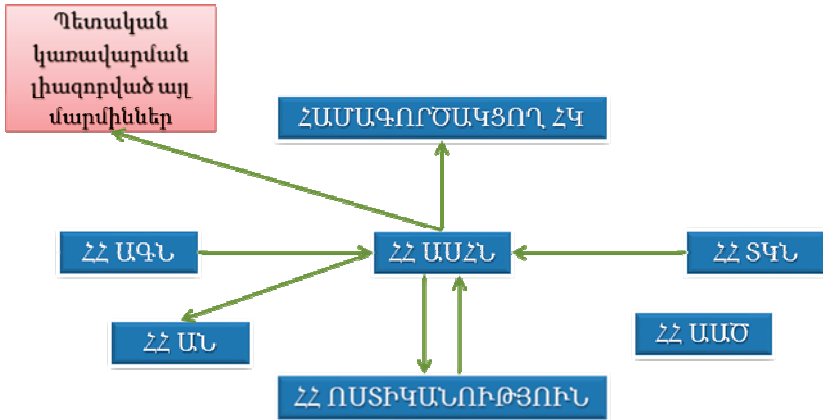 Պետական
կառավարման
լիազորված այլ
մարմիններ
ՀԱՄԱԳՈՐԾԱԿՑՈՂ ՀԿ
ՀՀ ԱԳՆ
ՀՀ ԱՍՀՆ
ՀՀ ՏԿՆ
ՀՀ ԱՆ
ՀՀ ԱԱԾ
ՀՀ ՈՍՏԻԿԱՆՈՒԹՅՈՒՆ